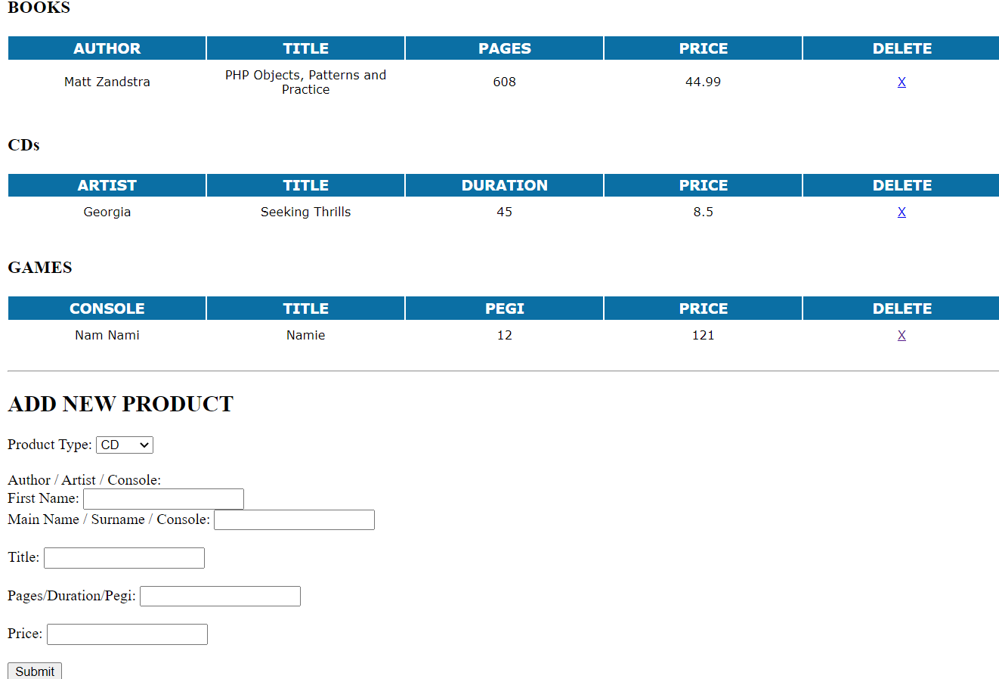 BOOKS
AUTHOR TITLE PAGES PRICE DELETE
Matt Zandstra PHP Objects, Patterns and Practice 608 44.99 X
CDs
ARTIST TITLE DURATION PRICE DELETE
Georgia Seeking Thrills 45 8.5 X
GAMES
CONSOLE TITLE PEGI PRICE DELETE
Nam Nami Namie 12 121 X
ADD NEW PRODUCT
Product Type: CD
Author / Artist / Console:
First Name:
Main Name / Surname / Console:
Title:
Pages/Duration/Pegi:
Price:
Submit